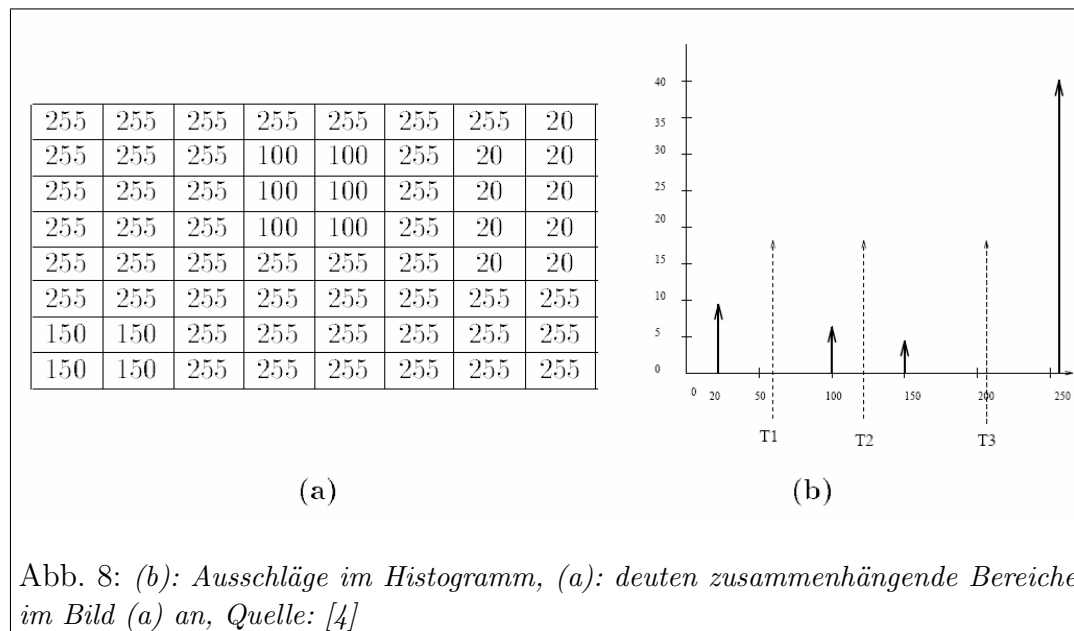 255 255 255 255 255 255 255 20
255 255 255 100 100 255 20 20
255 255 255 100 100 255 20 20
255 255 255 100 100 255 20 20
255 255 255 255 255 255 20 20
255 255 255 255 255 255 255 255
150 150 255 255 255 255 255 255
150 150 255 255 255 255 255 255
(a)
40
35
30
25
20
15
10
5
0
0 20 50 100 150 200 250
T1 T2 T3
(b)
Abb. 8: (b): Ausschläge im Histogramm, (a): deuten zusammenhängende Bereiche
im Bild (a) an, Quelle: [4]